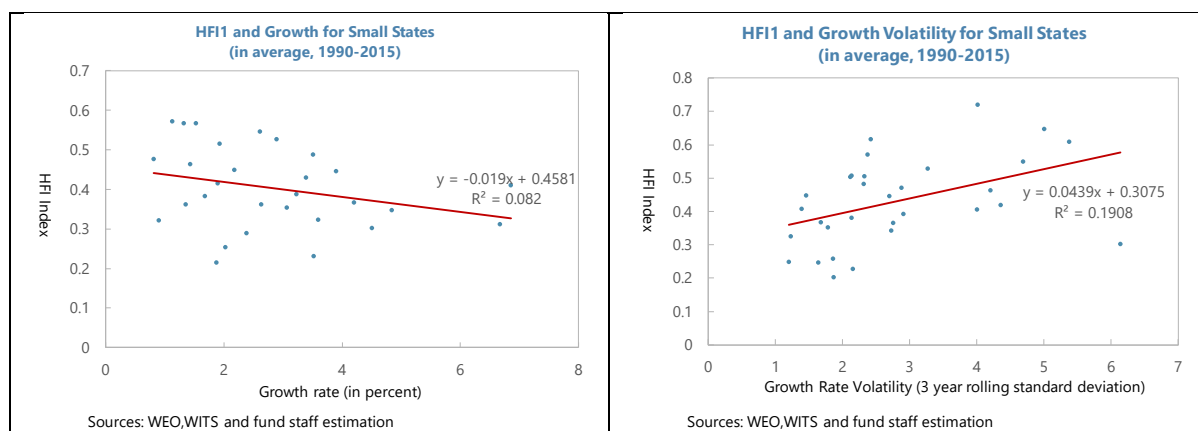 HFI1 and Growth for Small States
(in average, 1990-2015)
0.7
0.6
0.5
0.4
0.3
0.2
0.1
0
HFI Index
y = -0.019x + 0.4581
R² = 0.082
0 2 4 6 8
Growth rate (in percent)
Sources: WEO,WITS and fund staff estimation
HFI1 and Growth Volatility for Small States
(in average, 1990-2015)
0.8
0.7
0.6
0.5
0.4
0.3
0.2
0.1
0
HFI Index
y = 0.0439x + 0.3075
R² = 0.1908
0 1 2 3 4 5 6 7
Growth Rate Volatility (3 year rolling standard deviation)
Sources: WEO,WITS and fund staff estimation